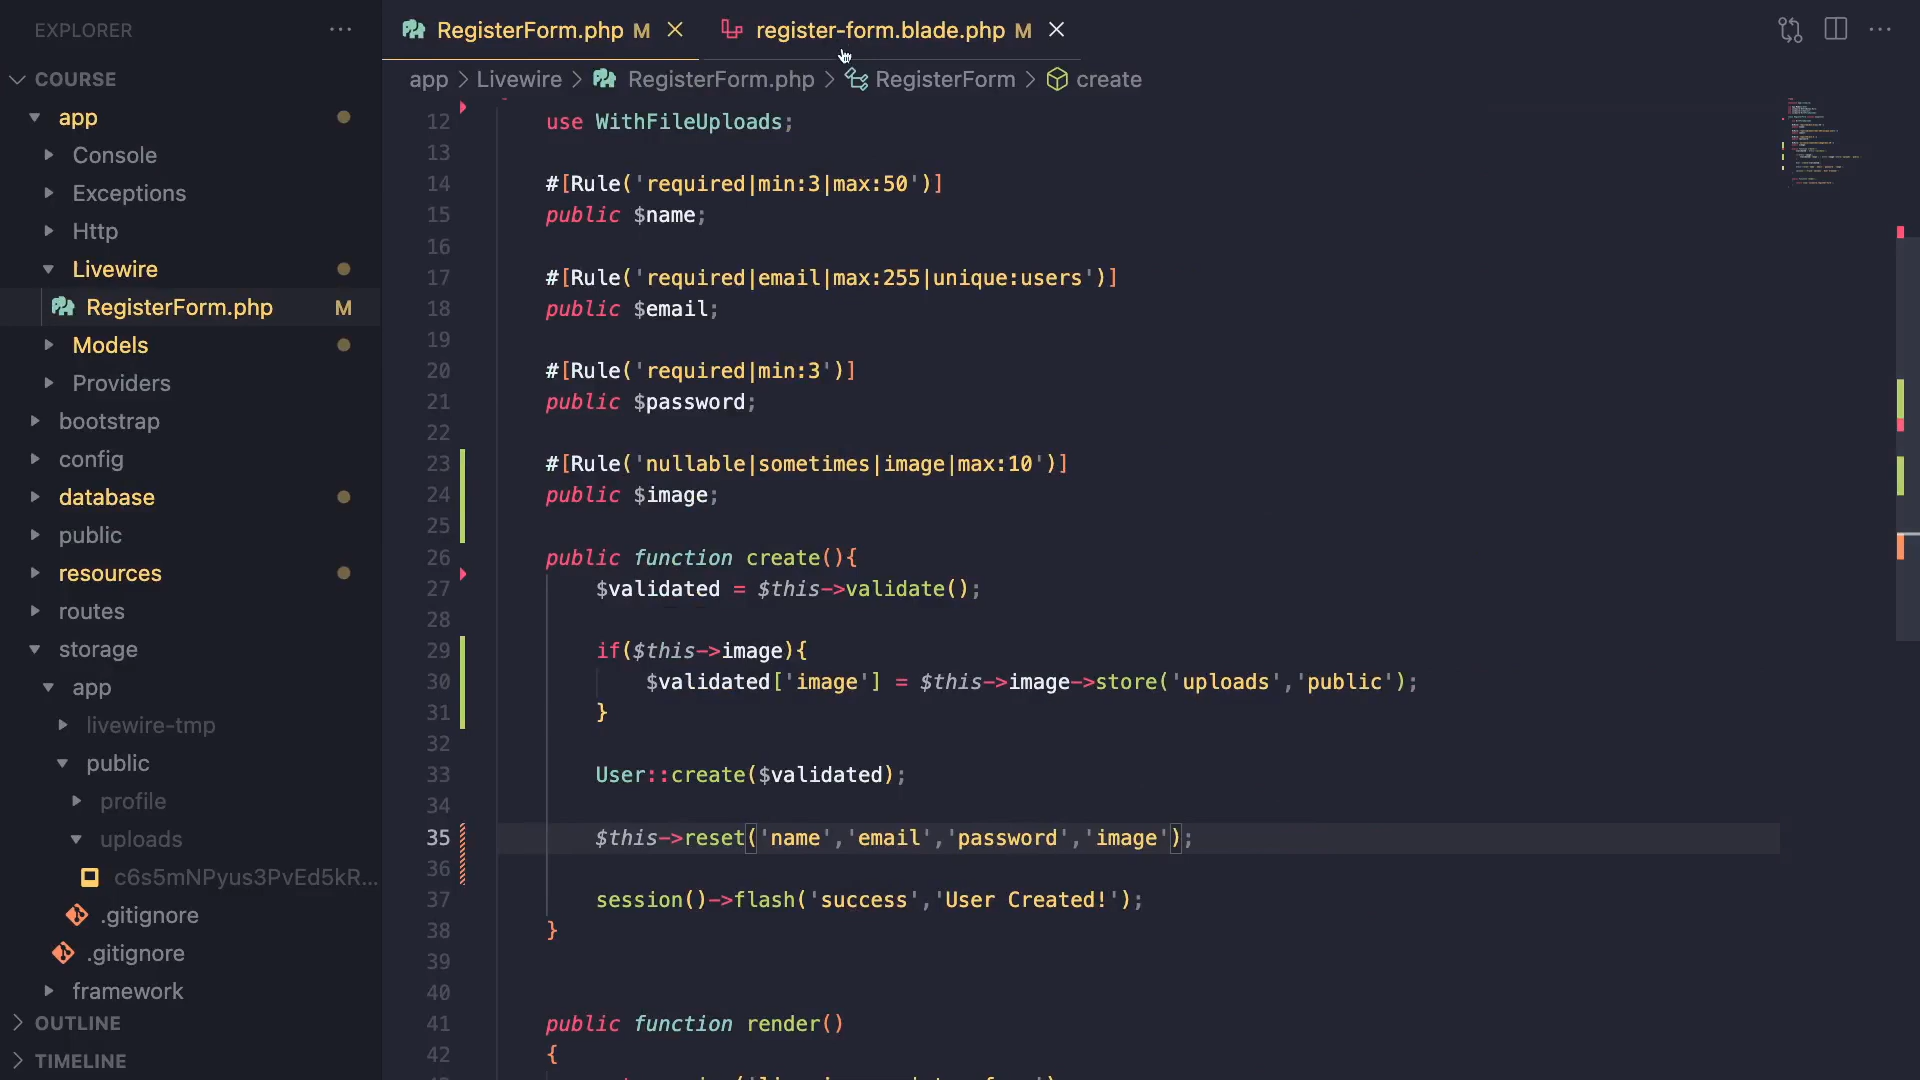 EXPLORER
COURSE
app
Console
Exceptions
Http
Livewire
RegisterForm.php M
Models
Providers
bootstrap
config
database
public
resources
routes
storage
app
livewire-tmp
public
profile
uploads
c6s5mNPyus3PvEd5kR...
.gitignore
.gitignore
framework
OUTLINE
TIMELINE
RegisterForm.php M
register-form.blade.php M
app > Livewire > RegisterForm.php > RegisterForm > create
12 use WithFileUploads;
13
14 #[Rule('required|min:3|max:50')]
15 public $name;
16
17 #[Rule('required|email|max:255|unique:users')]
18 public $email;
19
20 #[Rule('required|min:3')]
21 public $password;
22
23 #[Rule('nullable|sometimes|image|max:10')]
24 public $image;
25
26 public function create(){
27 $validated = $this->validate();
28
29 if($this->image){
30 $validated['image'] = $this->image->store('uploads','public');
31 }
32
33 User::create($validated);
34
35 $this->reset('name','email','password','image');
36
37 session()->flash('success','User Created!');
38 }
39
40
41 public function render()
42 {